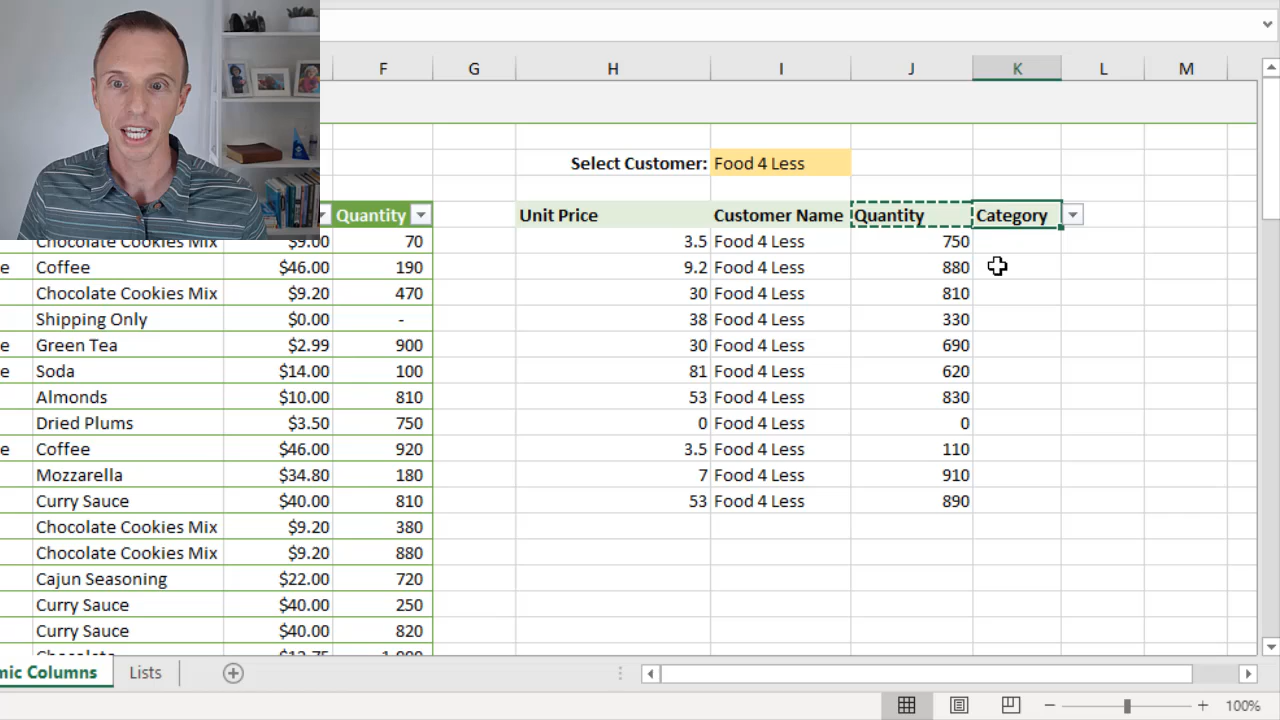 F G H I J K L M
Select Customer: Food 4 Less
Quantity Unit Price Customer Name Quantity Category
Chocolate Cookies Mix $9.00 70 3.5 Food 4 Less 750
e Coffee $46.00 190 9.2 Food 4 Less 880
Chocolate Cookies Mix $9.20 470 30 Food 4 Less 810
Shipping Only $0.00 - 38 Food 4 Less 330
e Green Tea $2.99 900 30 Food 4 Less 690
e Soda $14.00 100 81 Food 4 Less 620
Almonds $10.00 810 53 Food 4 Less 830
Dried Plums $3.50 750 0 Food 4 Less 0
e Coffee $46.00 920 3.5 Food 4 Less 110
Mozzarella $34.80 180 7 Food 4 Less 910
Curry Sauce $40.00 810 53 Food 4 Less 890
Chocolate Cookies Mix $9.20 380
Chocolate Cookies Mix $9.20 880
Cajun Seasoning $22.00 720
Curry Sauce $40.00 250
Curry Sauce $40.00 820
mic Columns Lists
100%